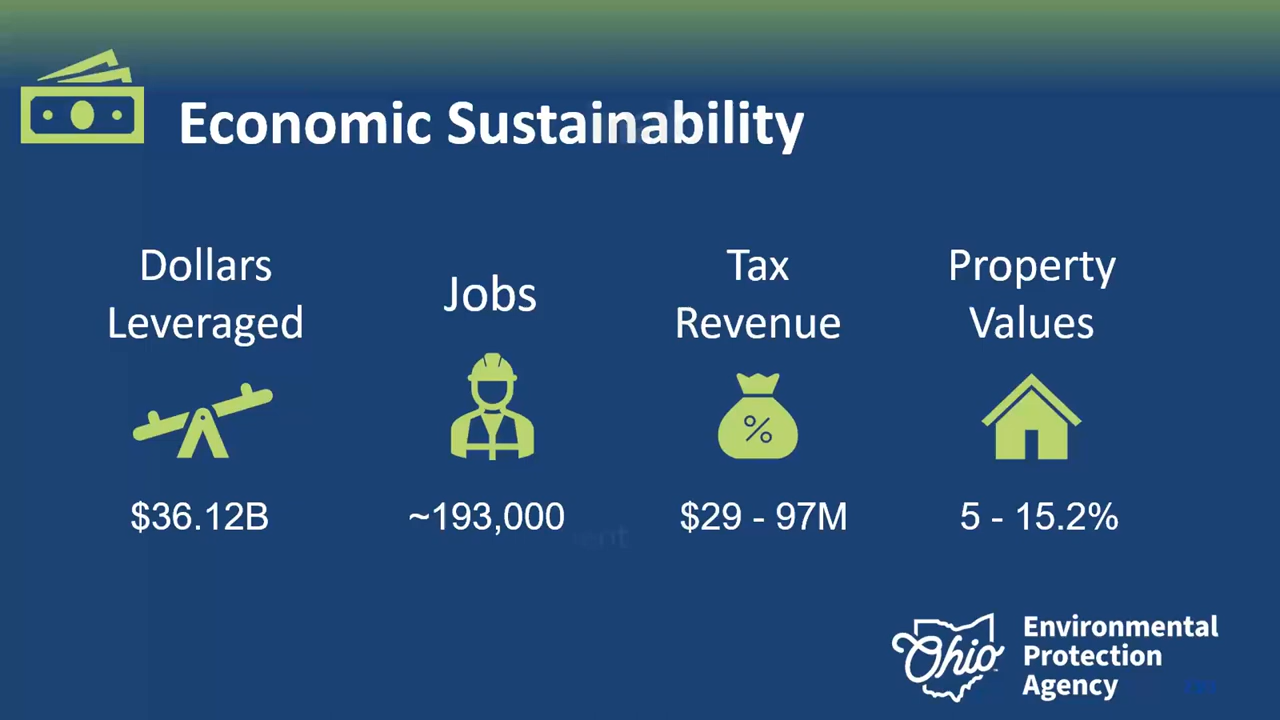 Economic Sustainability
Dollars
Leveraged
Jobs
Tax
Revenue
Property
Values
%
$36.12B
~193,000
$29 - 97M
5 - 15.2%
Ohio
Environmental
Protection
Agency